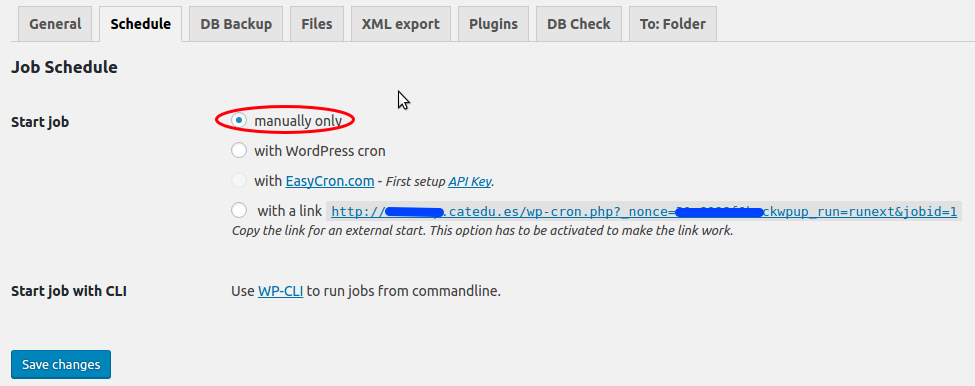 General Schedule DB Backup Files XML export Plugins DB Check To: Folder
Job Schedule
Start job manually only
with WordPress cron
with EasyCron.com - First setup API Key.
with a link http:// .catedu.es/wp-cron.php?_nonce= ckwpup_run=runext&jobid=1
Copy the link for an external start. This option has to be activated to make the link work.
Start job with CLI Use WP-CLI to run jobs from commandline.
Save changes